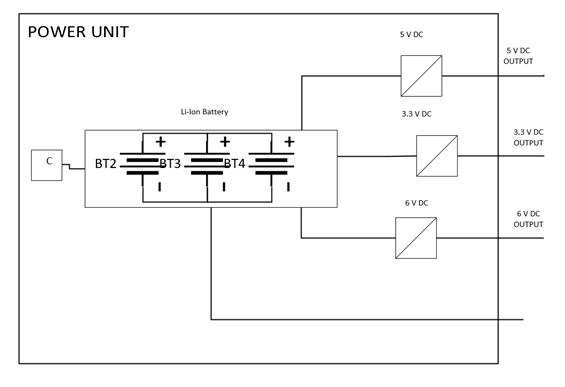 POWER UNIT
5 V DC
5 V DC
OUTPUT
Li-Ion Battery
3.3 V DC
3.3 V DC
OUTPUT
C
BT2
BT3
BT4
+
+
+
6 V DC
6 V DC
OUTPUT